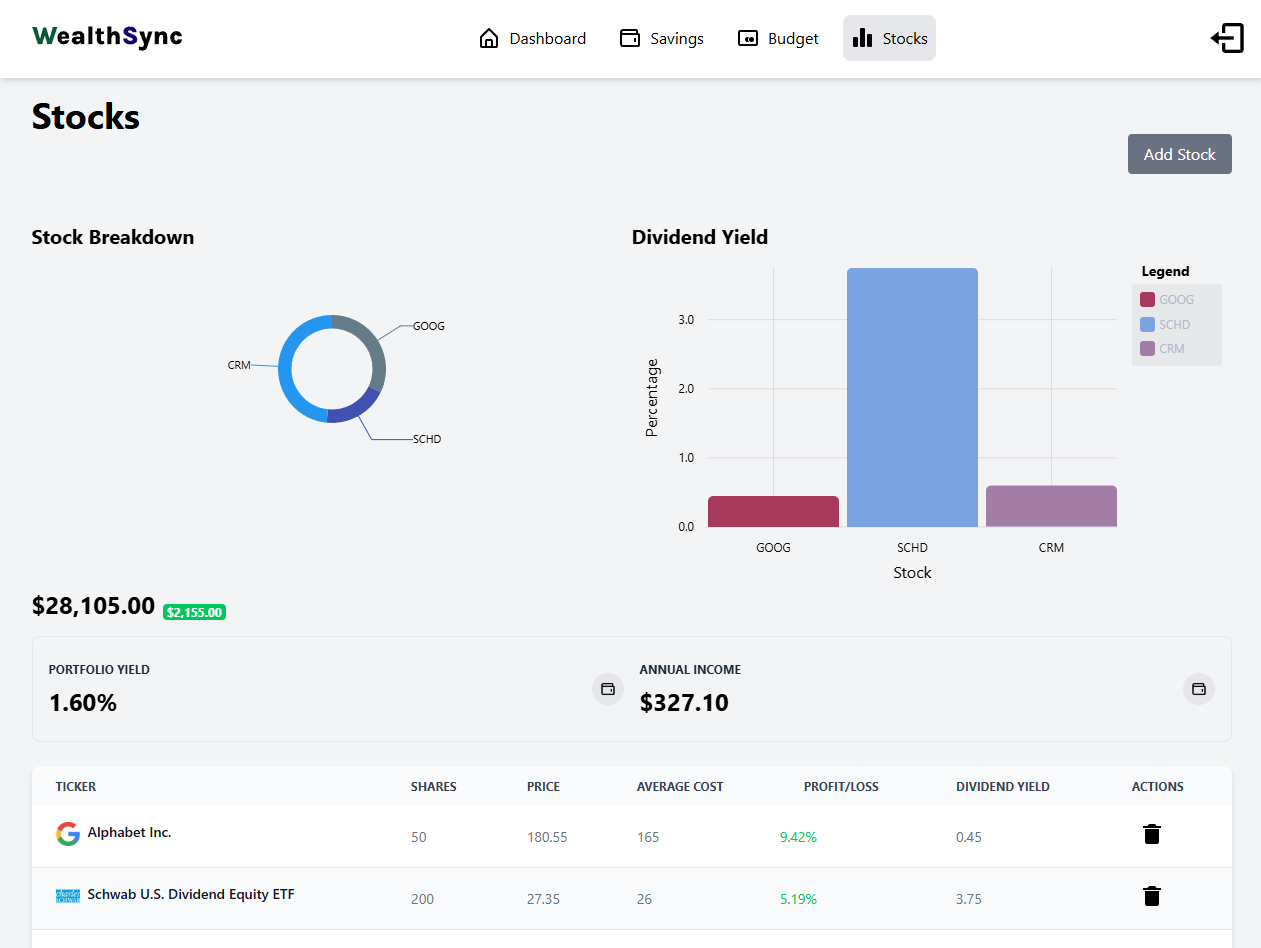 WealthSync
Dashboard
Savings
Budget
Stocks
Stocks
Add Stock
Stock Breakdown
GOOG
CRM
SCHD
Dividend Yield
Legend
GOOG
SCHD
CRM
Percentage
3.0
2.0
1.0
0.0
GOOG SCHD CRM
Stock
$28,105.00 $2,155.00
PORTFOLIO YIELD
1.60%
ANNUAL INCOME
$327.10
TICKER SHARES PRICE AVERAGE COST PROFIT/LOSS DIVIDEND YIELD ACTIONS
Alphabet Inc. 50 180.55 165 9.42% 0.45
charles SCHWAB Schwab U.S. Dividend Equity ETF 200 27.35 26 5.19% 3.75